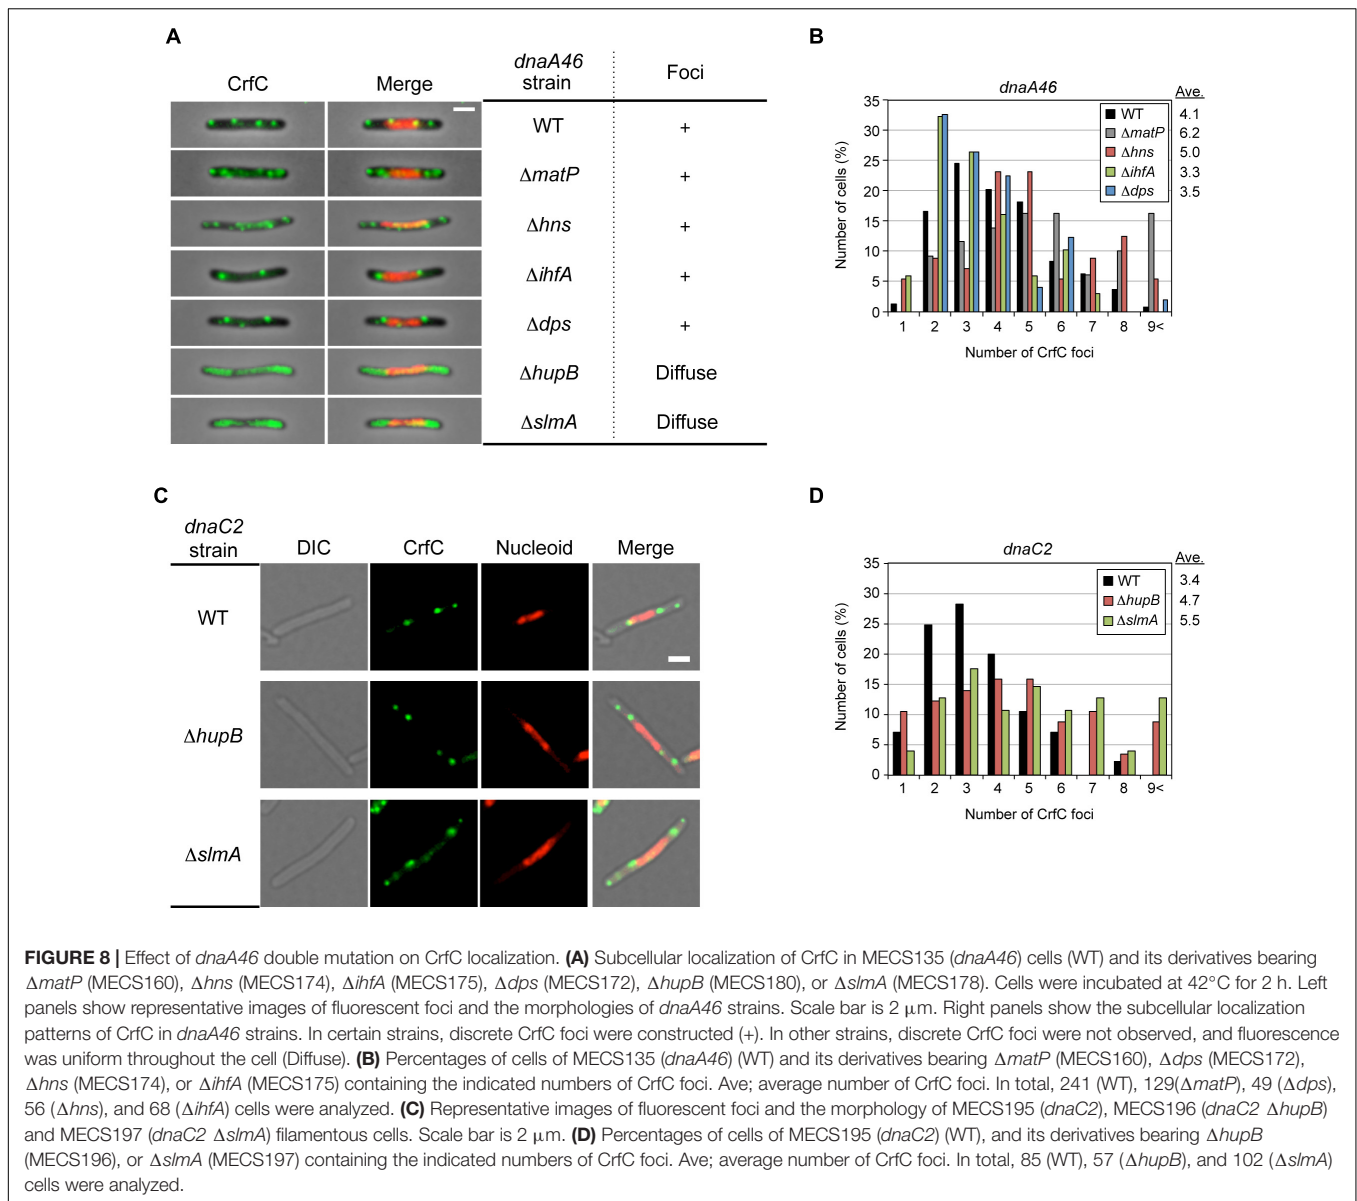 A
CrfC
Merge
dnaA46
strain
Foci
WT
+
ΔmatP
+
Δhns
+
ΔihfA
+
Δdps
+
ΔhupB
Diffuse
ΔslmA
Diffuse
B
dnaA46
Ave.
WT 4.1
ΔmatP 6.2
Δhns 5.0
ΔihfA 3.3
Δdps 3.5
35
30
25
20
15
10
5
0
Number of cells (%)
1 2 3 4 5 6 7 8 9<
Number of CrfC foci
C
dnaC2
strain
DIC
CrfC
Nucleoid
Merge
WT
ΔhupB
ΔslmA
D
dnaC2
Ave.
WT 3.4
ΔhupB 4.7
ΔslmA 5.5
35
30
25
20
15
10
5
0
Number of cells (%)
1 2 3 4 5 6 7 8 9<
Number of CrfC foci
FIGURE 8 | Effect of dnaA46 double mutation on CrfC localization. (A) Subcellular localization of CrfC in MECS135 (dnaA46) cells (WT) and its derivatives bearing
ΔmatP (MECS160), Δhns (MECS174), ΔihfA (MECS175), Δdps (MECS172), ΔhupB (MECS180), or ΔslmA (MECS178). Cells were incubated at 42°C for 2 h. Left
panels show representative images of fluorescent foci and the morphologies of dnaA46 strains. Scale bar is 2 μm. Right panels show the subcellular localization
patterns of CrfC in dnaA46 strains. In certain strains, discrete CrfC foci were constructed (+). In other strains, discrete CrfC foci were not observed, and fluorescence
was uniform throughout the cell (Diffuse). (B) Percentages of cells of MECS135 (dnaA46) (WT) and its derivatives bearing ΔmatP (MECS160), Δdps (MECS172),
Δhns (MECS174), or ΔihfA (MECS175) containing the indicated numbers of CrfC foci. Ave; average number of CrfC foci. In total, 241 (WT), 129(ΔmatP), 49 (Δdps),
56 (Δhns), and 68 (ΔihfA) cells were analyzed. (C) Representative images of fluorescent foci and the morphology of MECS195 (dnaC2), MECS196 (dnaC2 ΔhupB)
and MECS197 (dnaC2 ΔslmA) filamentous cells. Scale bar is 2 μm. (D) Percentages of cells of MECS195 (dnaC2) (WT), and its derivatives bearing ΔhupB
(MECS196), or ΔslmA (MECS197) containing the indicated numbers of CrfC foci. Ave; average number of CrfC foci. In total, 85 (WT), 57 (ΔhupB), and 102 (ΔslmA)
cells were analyzed.